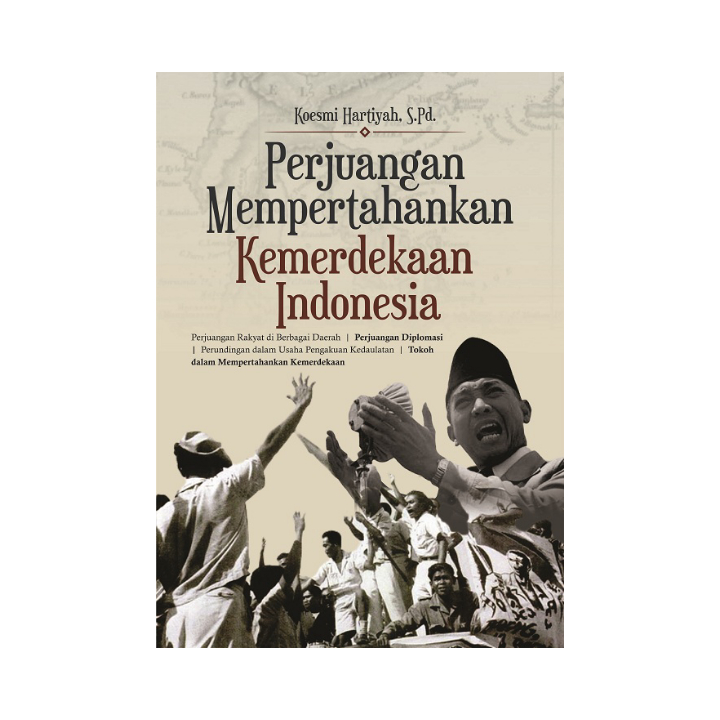 Koesmi Hartiyah, S.Pd.
Perjuangan
Mempertahankan
Kemerdekaan
Indonesia
Perjuangan Rakyat di Berbagai Daerah | Perjuangan Diplomasi
| Perundingan dalam Usaha Pengakuan Kedaulatan | Tokoh
dalam Mempertahankan Kemerdekaan